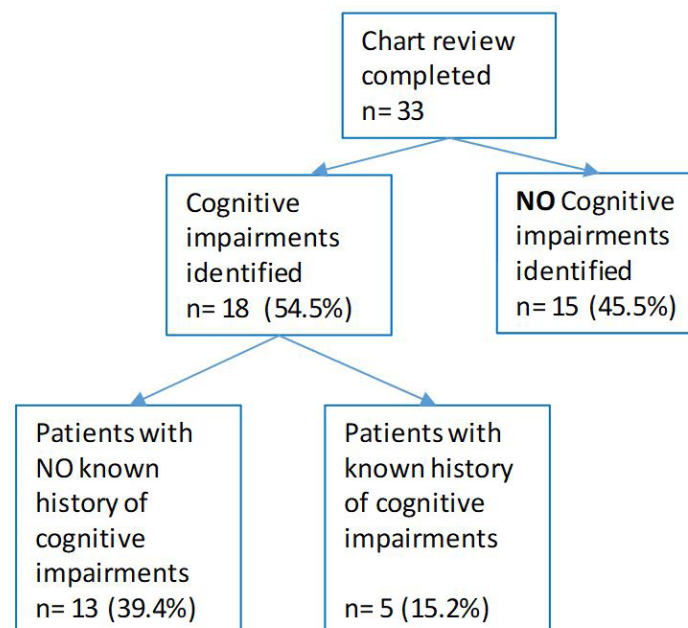 Chart review
completed
n= 33
Cognitive
impairments
identified
n= 18 (54.5%)
NO Cognitive
impairments
identified
n= 15 (45.5%)
Patients with
NO known
history of
cognitive
impairments
n= 13 (39.4%)
Patients with
known history
of cognitive
impairments
n= 5 (15.2%)